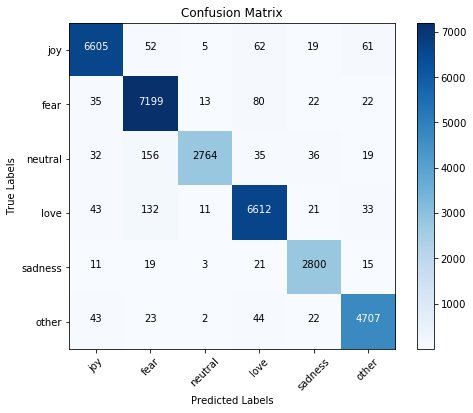 Confusion Matrix
True Labels
joy 6605 52 5 62 19 61
fear 35 7199 13 80 22 22
neutral 32 156 2764 35 36 19
love 43 132 11 6612 21 33
sadness 11 19 3 21 2800 15
other 43 23 2 44 22 4707
joy fear neutral love sadness other
Predicted Labels
7000
6000
5000
4000
3000
2000
1000